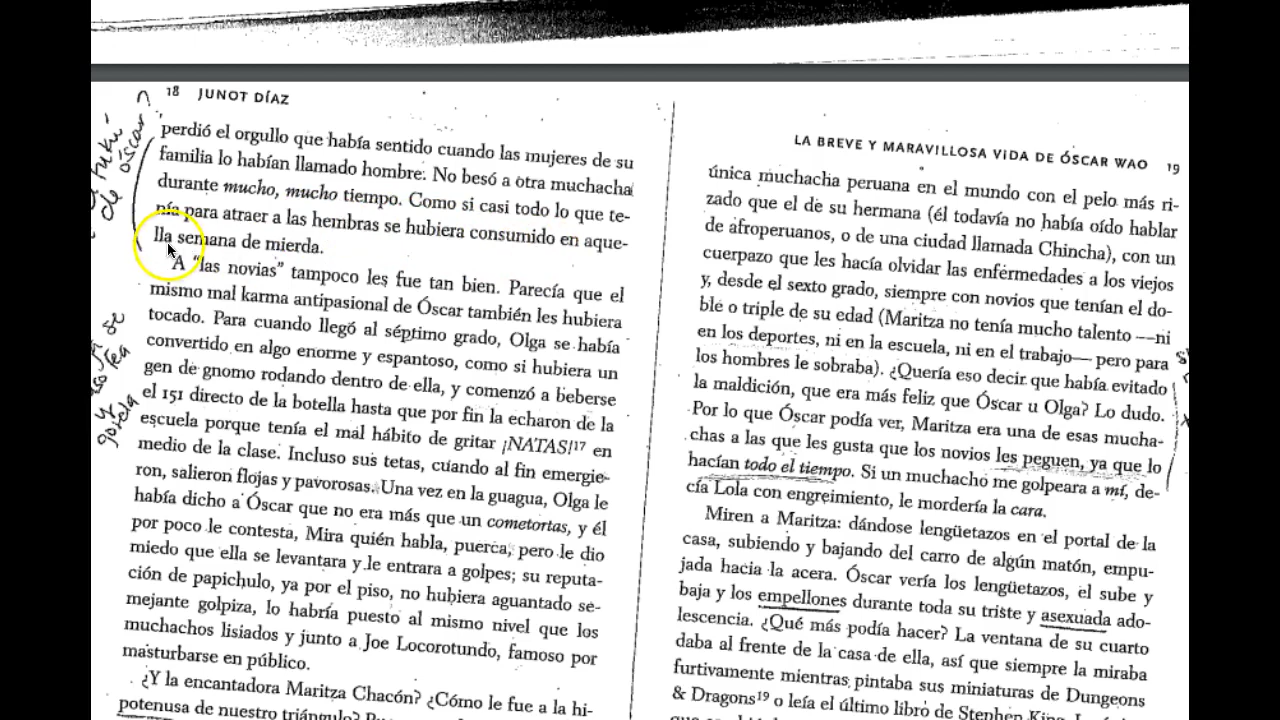 18 JUNOT DÍAZ
perdió el orgullo que había sentido cuando las mujeres de su
familia lo habían llamado hombre. No besó a otra muchacha
durante mucho, mucho tiempo. Como si casi todo lo que te-
nía para atraer a las hembras se hubiera consumido en aque-
lla semana de mierda.
A "las novias" tampoco les fue tan bien. Parecía que el
mismo mal karma antipasional de Óscar también les hubiera
tocado. Para cuando llegó al séptimo grado, Olga se había
convertido en algo enorme y espantoso, como si hubiera un
gen de gnomo rodando dentro de ella, y comenzó a beberse
el 151 directo de la botella hasta que por fin la echaron de la
escuela porque tenía el mal hábito de gritar ¡NATAS!17 en
medio de la clase. Incluso sus tetas, cuando al fin emergie-
ron, salieron flojas y pavorosas. Una vez en la guagua, Olga le
había dicho a Óscar que no era más que un cometortas, y él
por poco le contesta, Mira quién habla, puerca, pero le dio
miedo que ella se levantara y le entrara a golpes; su reputa-
ción de papichulo, ya por el piso, no hubiera aguantado se-
mejante golpiza, lo habría puesto al mismo nivel que los
muchachos lisiados y junto a Joe Locorotundo, famoso por
masturbarse en público.
¿Y la encantadora Maritza Chacón? ¿Cómo le fue a la hi-
potenusa de nuestro triángulo?
de óscar?
LA BREVE Y MARAVILLOSA VIDA DE ÓSCAR WAO 19
única muchacha peruana en el mundo con el pelo más ri-
zado que el de su hermana (él todavía no había oído hablar
de afroperuanos, o de una ciudad llamada Chincha), con un
cuerpazo que les hacía olvidar las enfermedades a los viejos
y, desde el sexto grado, siempre con novios que tenían el do-
ble o triple de su edad (Maritza no tenía mucho talento —ni
en los deportes, ni en la escuela, ni en el trabajo— pero para
los hombres le sobraba). ¿Quería eso decir que había evitado
la maldición, que era más feliz que Óscar u Olga? Lo dudo.
Por lo que Óscar podía ver, Maritza era una de esas mucha-
chas a las que les gusta que los novios les peguen, ya que lo
hacían todo el tiempo. Si un muchacho me golpeara a mí, de-
cía Lola con engreimiento, le mordería la cara.
Miren a Maritza: dándose lengüetazos en el portal de la
casa, subiendo y bajando del carro de algún matón, empu-
jada hacia la acera. Óscar vería los lengüetazos, el sube y
baja y los empellones durante toda su triste y asexuada ado-
lescencia. ¿Qué más podía hacer? La ventana de su cuarto
daba al frente de la casa de ella, así que siempre la miraba
furtivamente mientras pintaba sus miniaturas de Dungeons
& Dragons19 o leía el último libro de Stephen King.